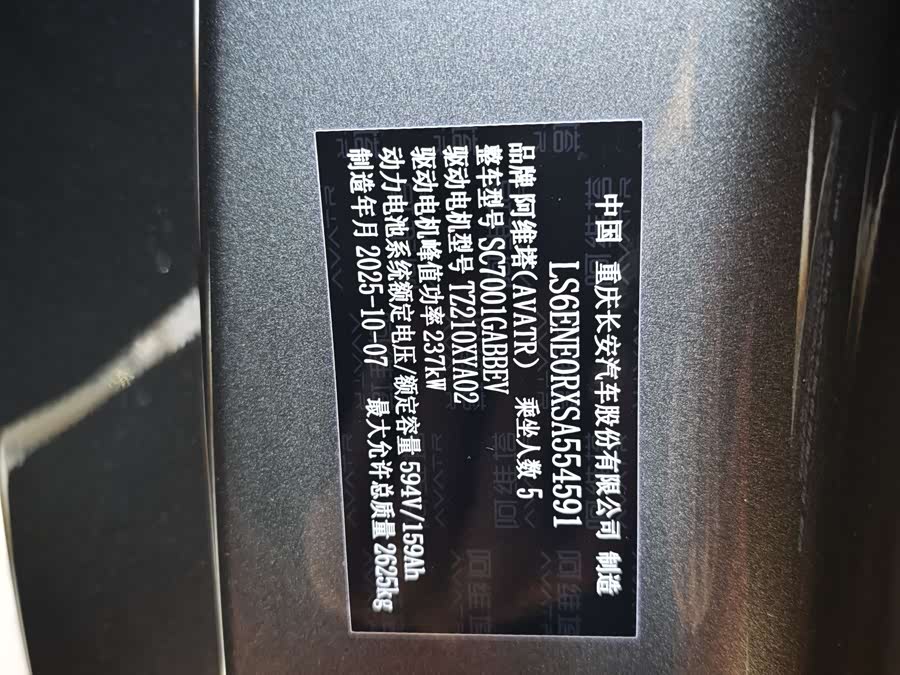 中国 重庆长安汽车股份有限公司 制造
LS6ENE0RXSA554591
品牌 阿维塔(AVATR) 乘坐人数 5
整车型号 SC7001GABBEV
驱动电机型号 TZ210XYA02
驱动电机峰值功率 237kW
动力电池系统额定电压/额定容量 594V/159Ah
制造年月 2025-10-07 最大允许总质量 2625kg